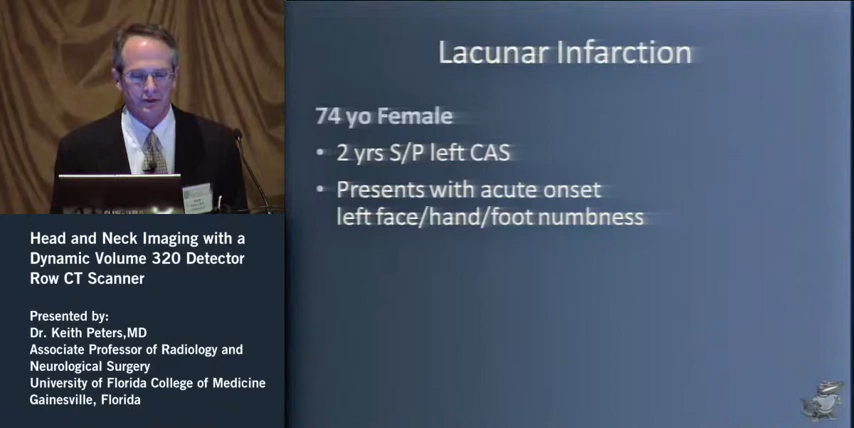 Lacunar Infarction
74 yo Female
• 2 yrs S/P left CAS
• Presents with acute onset
left face/hand/foot numbness
Head and Neck Imaging with a
Dynamic Volume 320 Detector
Row CT Scanner
Presented by:
Dr. Keith Peters,MD
Associate Professor of Radiology and
Neurological Surgery
University of Florida College of Medicine
Gainesville, Florida